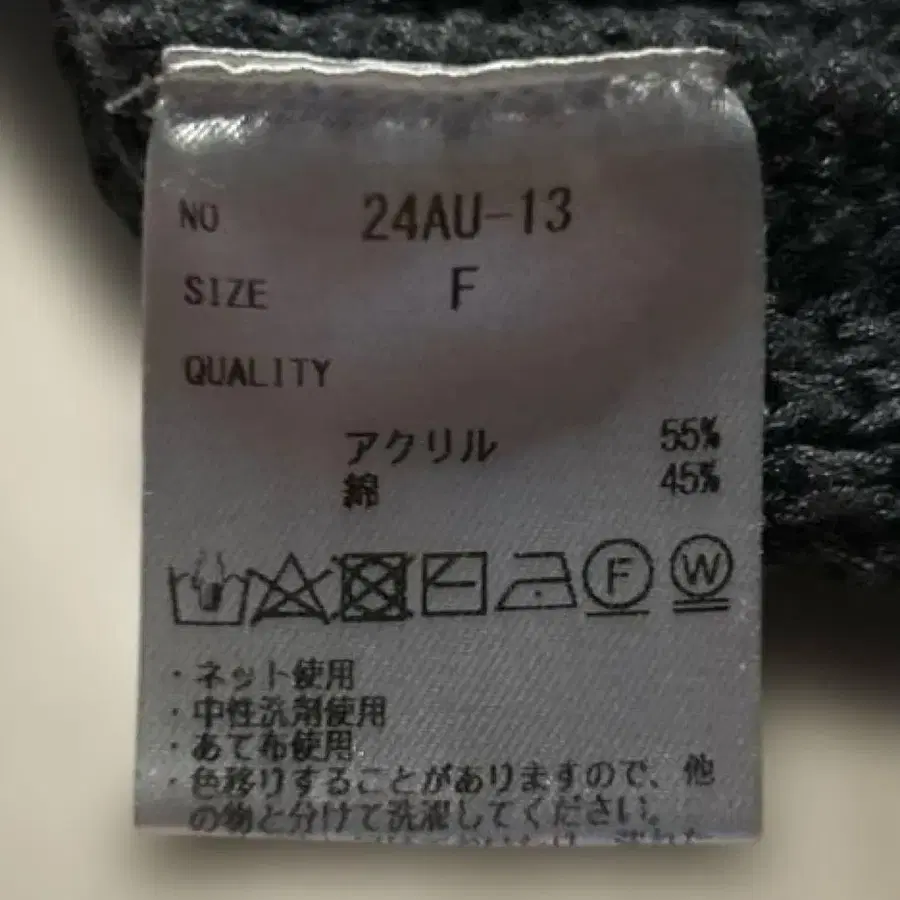 NO 24AU-13
SIZE F
QUALITY
アクリル 55%
綿 45%
F W
・ネット使用
・中性洗剤使用
・あて布使用
・色移りすることがありますので、他
の物と分けて洗濯してください。